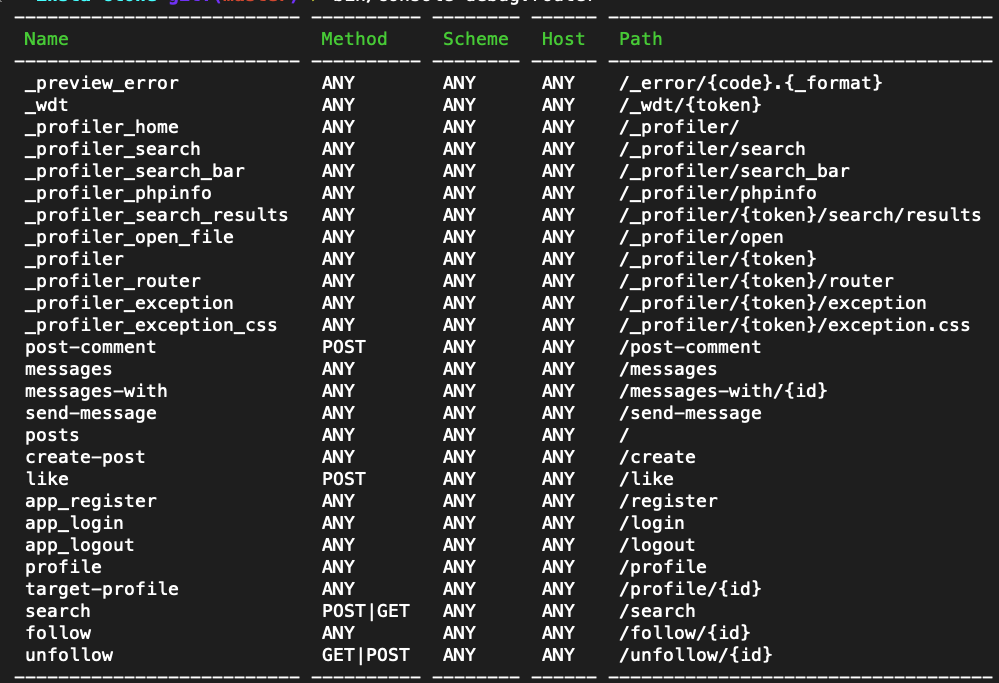 insta-clone git:(master) ✗ bin/console debug:router
Name Method Scheme Host Path
_preview_error ANY ANY ANY /_error/{code}.{_format}
_wdt ANY ANY ANY /_wdt/{token}
_profiler_home ANY ANY ANY /_profiler/
_profiler_search ANY ANY ANY /_profiler/search
_profiler_search_bar ANY ANY ANY /_profiler/search_bar
_profiler_phpinfo ANY ANY ANY /_profiler/phpinfo
_profiler_search_results ANY ANY ANY /_profiler/{token}/search/results
_profiler_open_file ANY ANY ANY /_profiler/open
_profiler ANY ANY ANY /_profiler/{token}
_profiler_router ANY ANY ANY /_profiler/{token}/router
_profiler_exception ANY ANY ANY /_profiler/{token}/exception
_profiler_exception_css ANY ANY ANY /_profiler/{token}/exception.css
post-comment POST ANY ANY /post-comment
messages ANY ANY ANY /messages
messages-with ANY ANY ANY /messages-with/{id}
send-message ANY ANY ANY /send-message
posts ANY ANY ANY /
create-post ANY ANY ANY /create
like POST ANY ANY /like
app_register ANY ANY ANY /register
app_login ANY ANY ANY /login
app_logout ANY ANY ANY /logout
profile ANY ANY ANY /profile
target-profile ANY ANY ANY /profile/{id}
search POST|GET ANY ANY /search
follow ANY ANY ANY /follow/{id}
unfollow GET|POST ANY ANY /unfollow/{id}